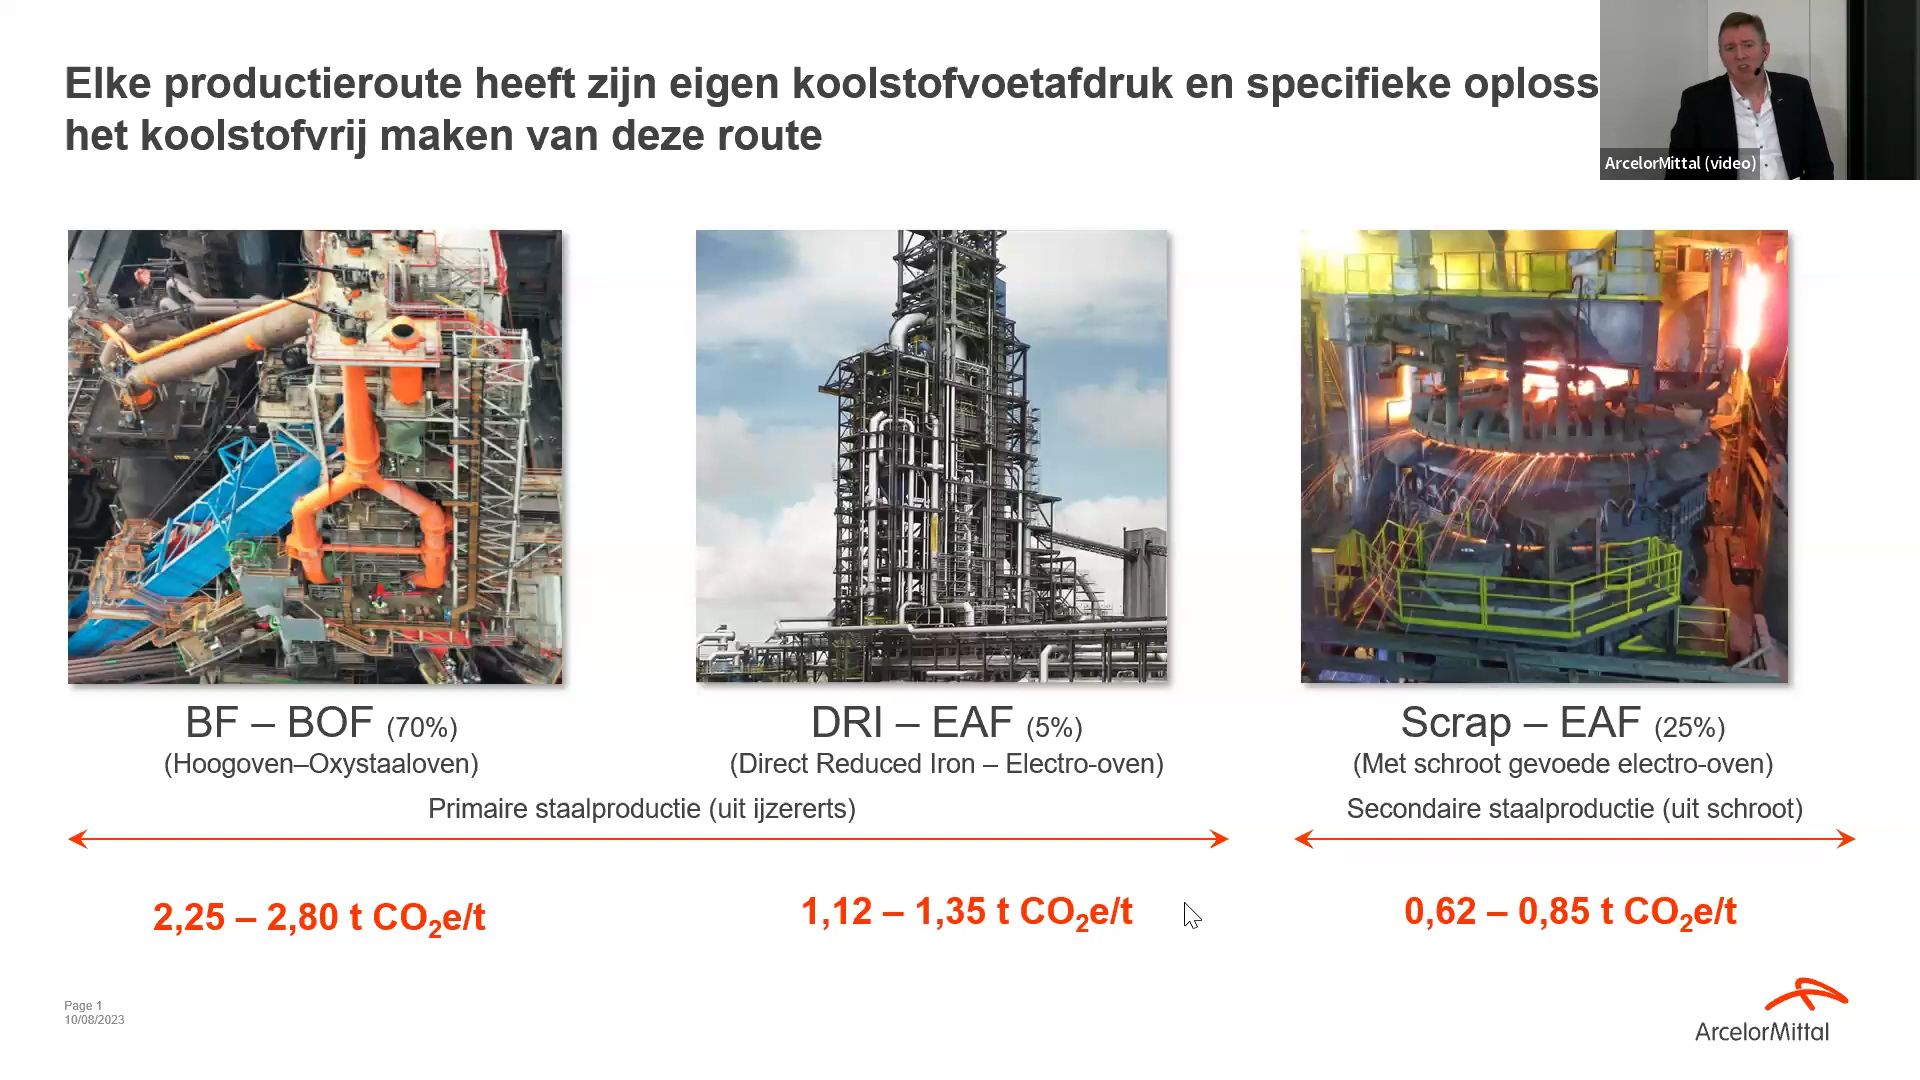 Elke productieroute heeft zijn eigen koolstofvoetafdruk en specifieke oploss
het koolstofvrij maken van deze route
ArcelorMittal (video)
BF – BOF (70%)
(Hoogoven–Oxystaaloven)
DRI – EAF (5%)
(Direct Reduced Iron – Electro-oven)
Scrap – EAF (25%)
(Met schroot gevoede electro-oven)
Primaire staalproductie (uit ijzererts)
Secondaire staalproductie (uit schroot)
2,25 – 2,80 t CO₂e/t
1,12 – 1,35 t CO₂e/t
0,62 – 0,85 t CO₂e/t
Page 1
10/08/2023
ArcelorMittal